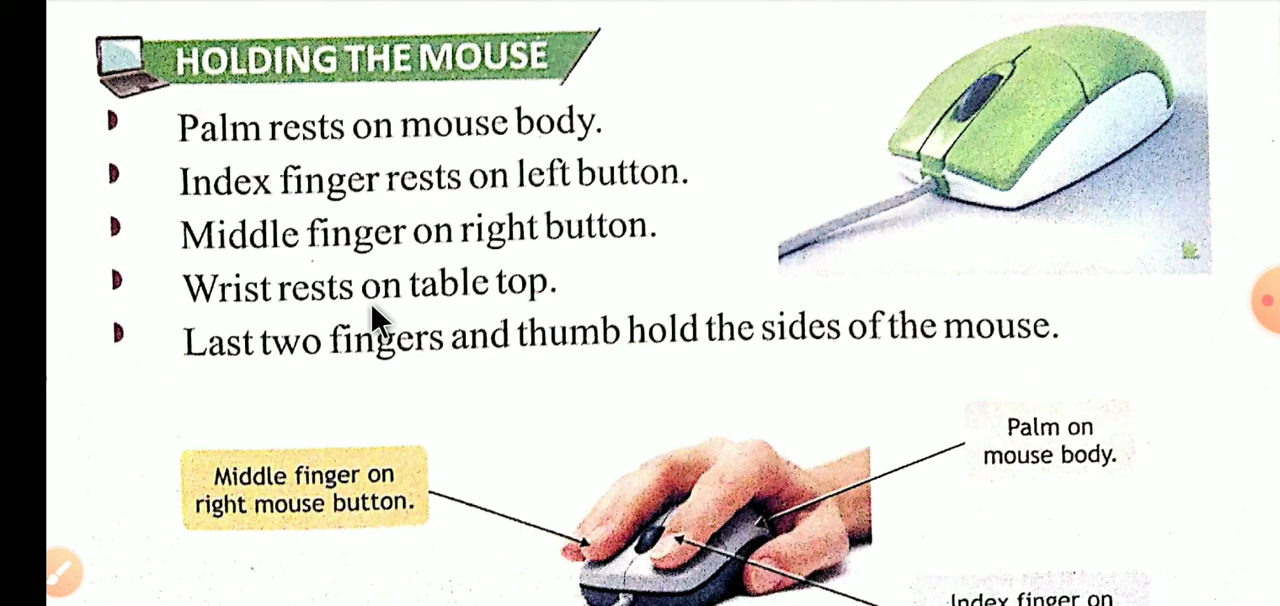 HOLDING THE MOUSE
Palm rests on mouse body.
Index finger rests on left button.
Middle finger on right button.
Wrist rests on table top.
Last two fingers and thumb hold the sides of the mouse.
Palm on
mouse body.
Middle finger on
right mouse button.
Index finger on